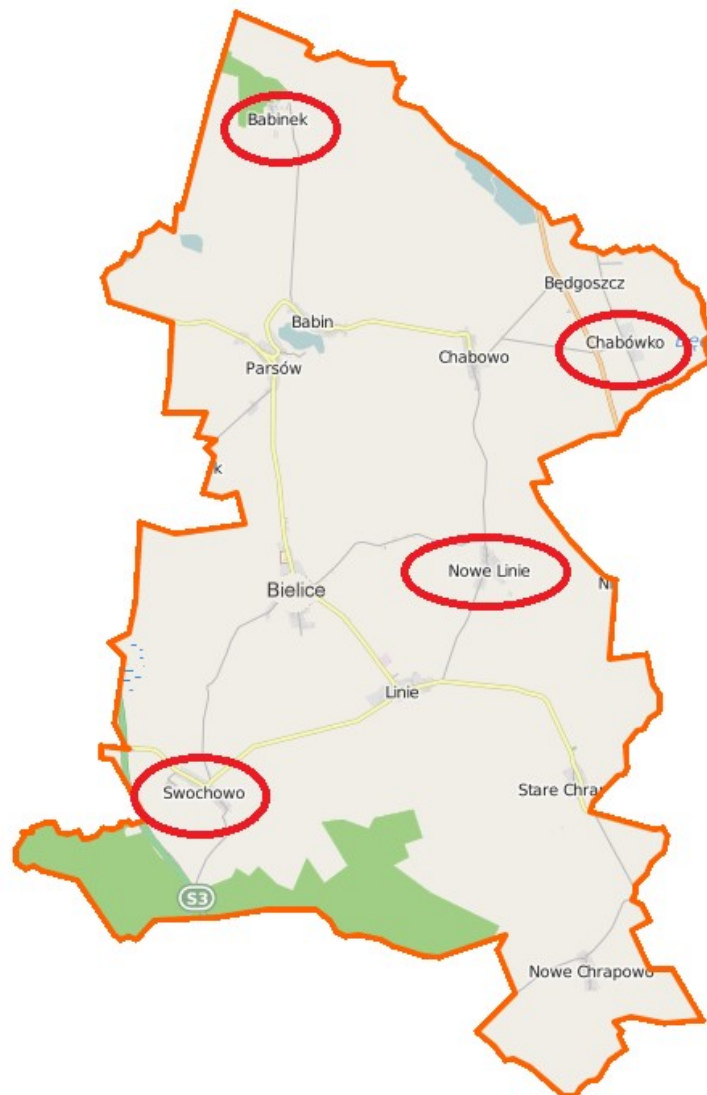 Babinek
Będgoszcz
Babin
Chabówko
Chabowo
Parsów
Nowe Linie
Bielice
Linie
Swochowo
Stare Chra
S3
Nowe Chrapowo